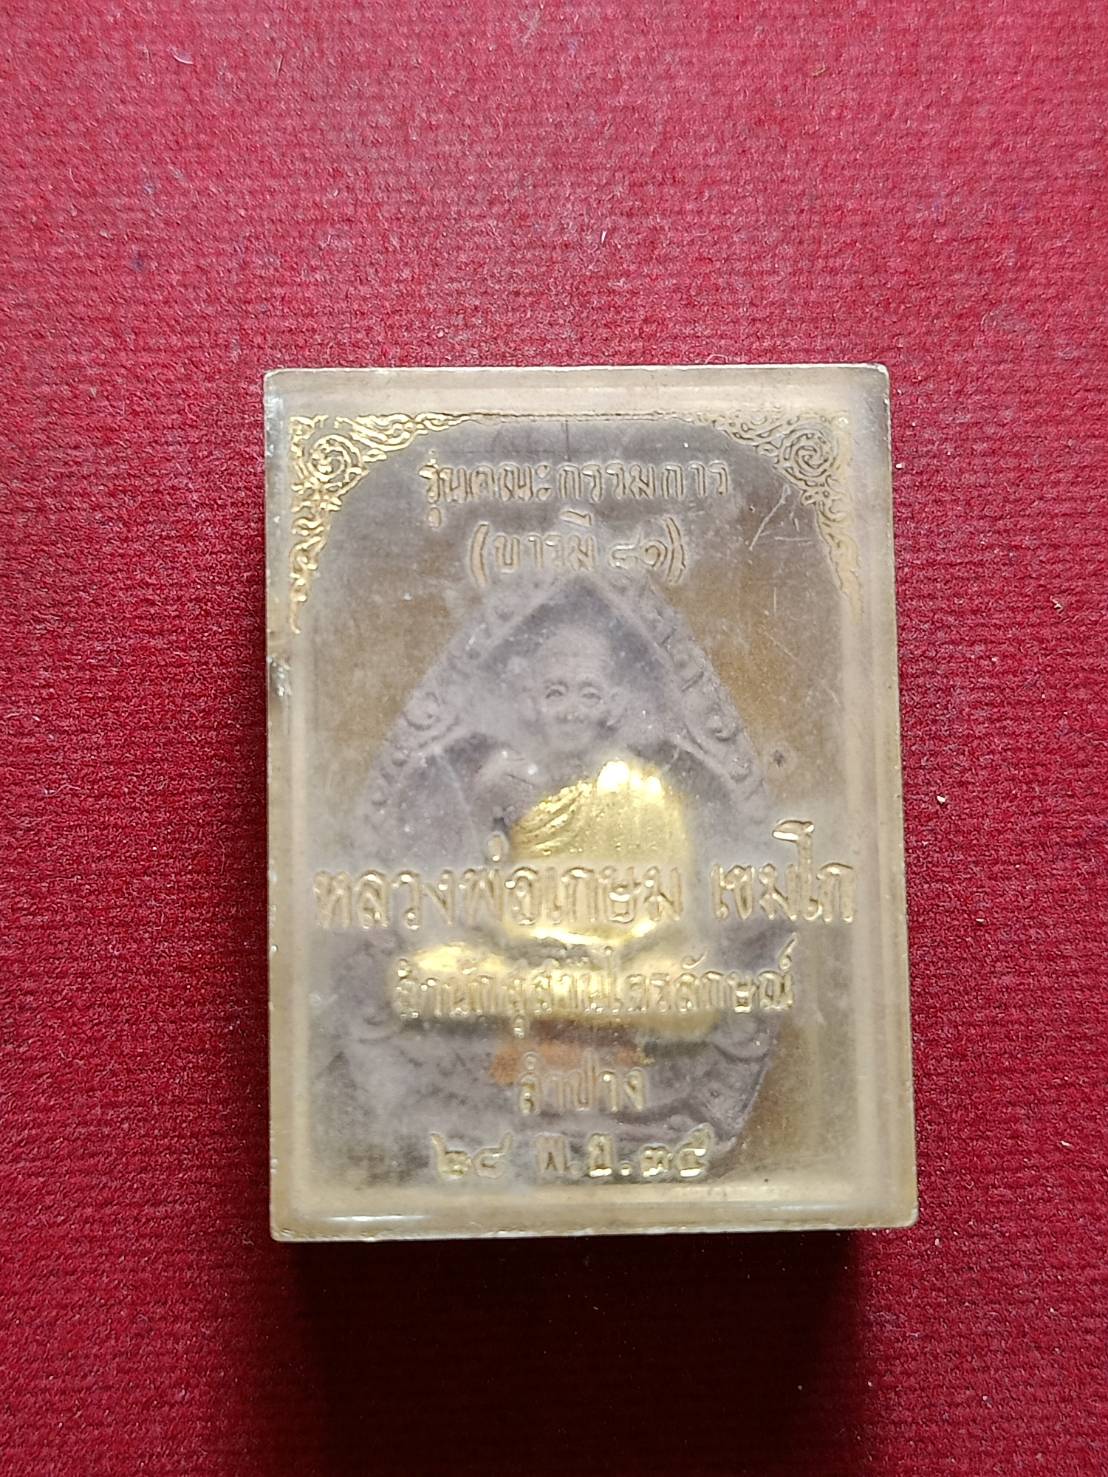 รุ่นคณะกรรมการ
(บารมี ๘๑)
หลวงพ่อเกษม เขมโก
สำนักสุสานไตรลักษณ์
ลำปาง
๒๘ พ.ย. ๓๕